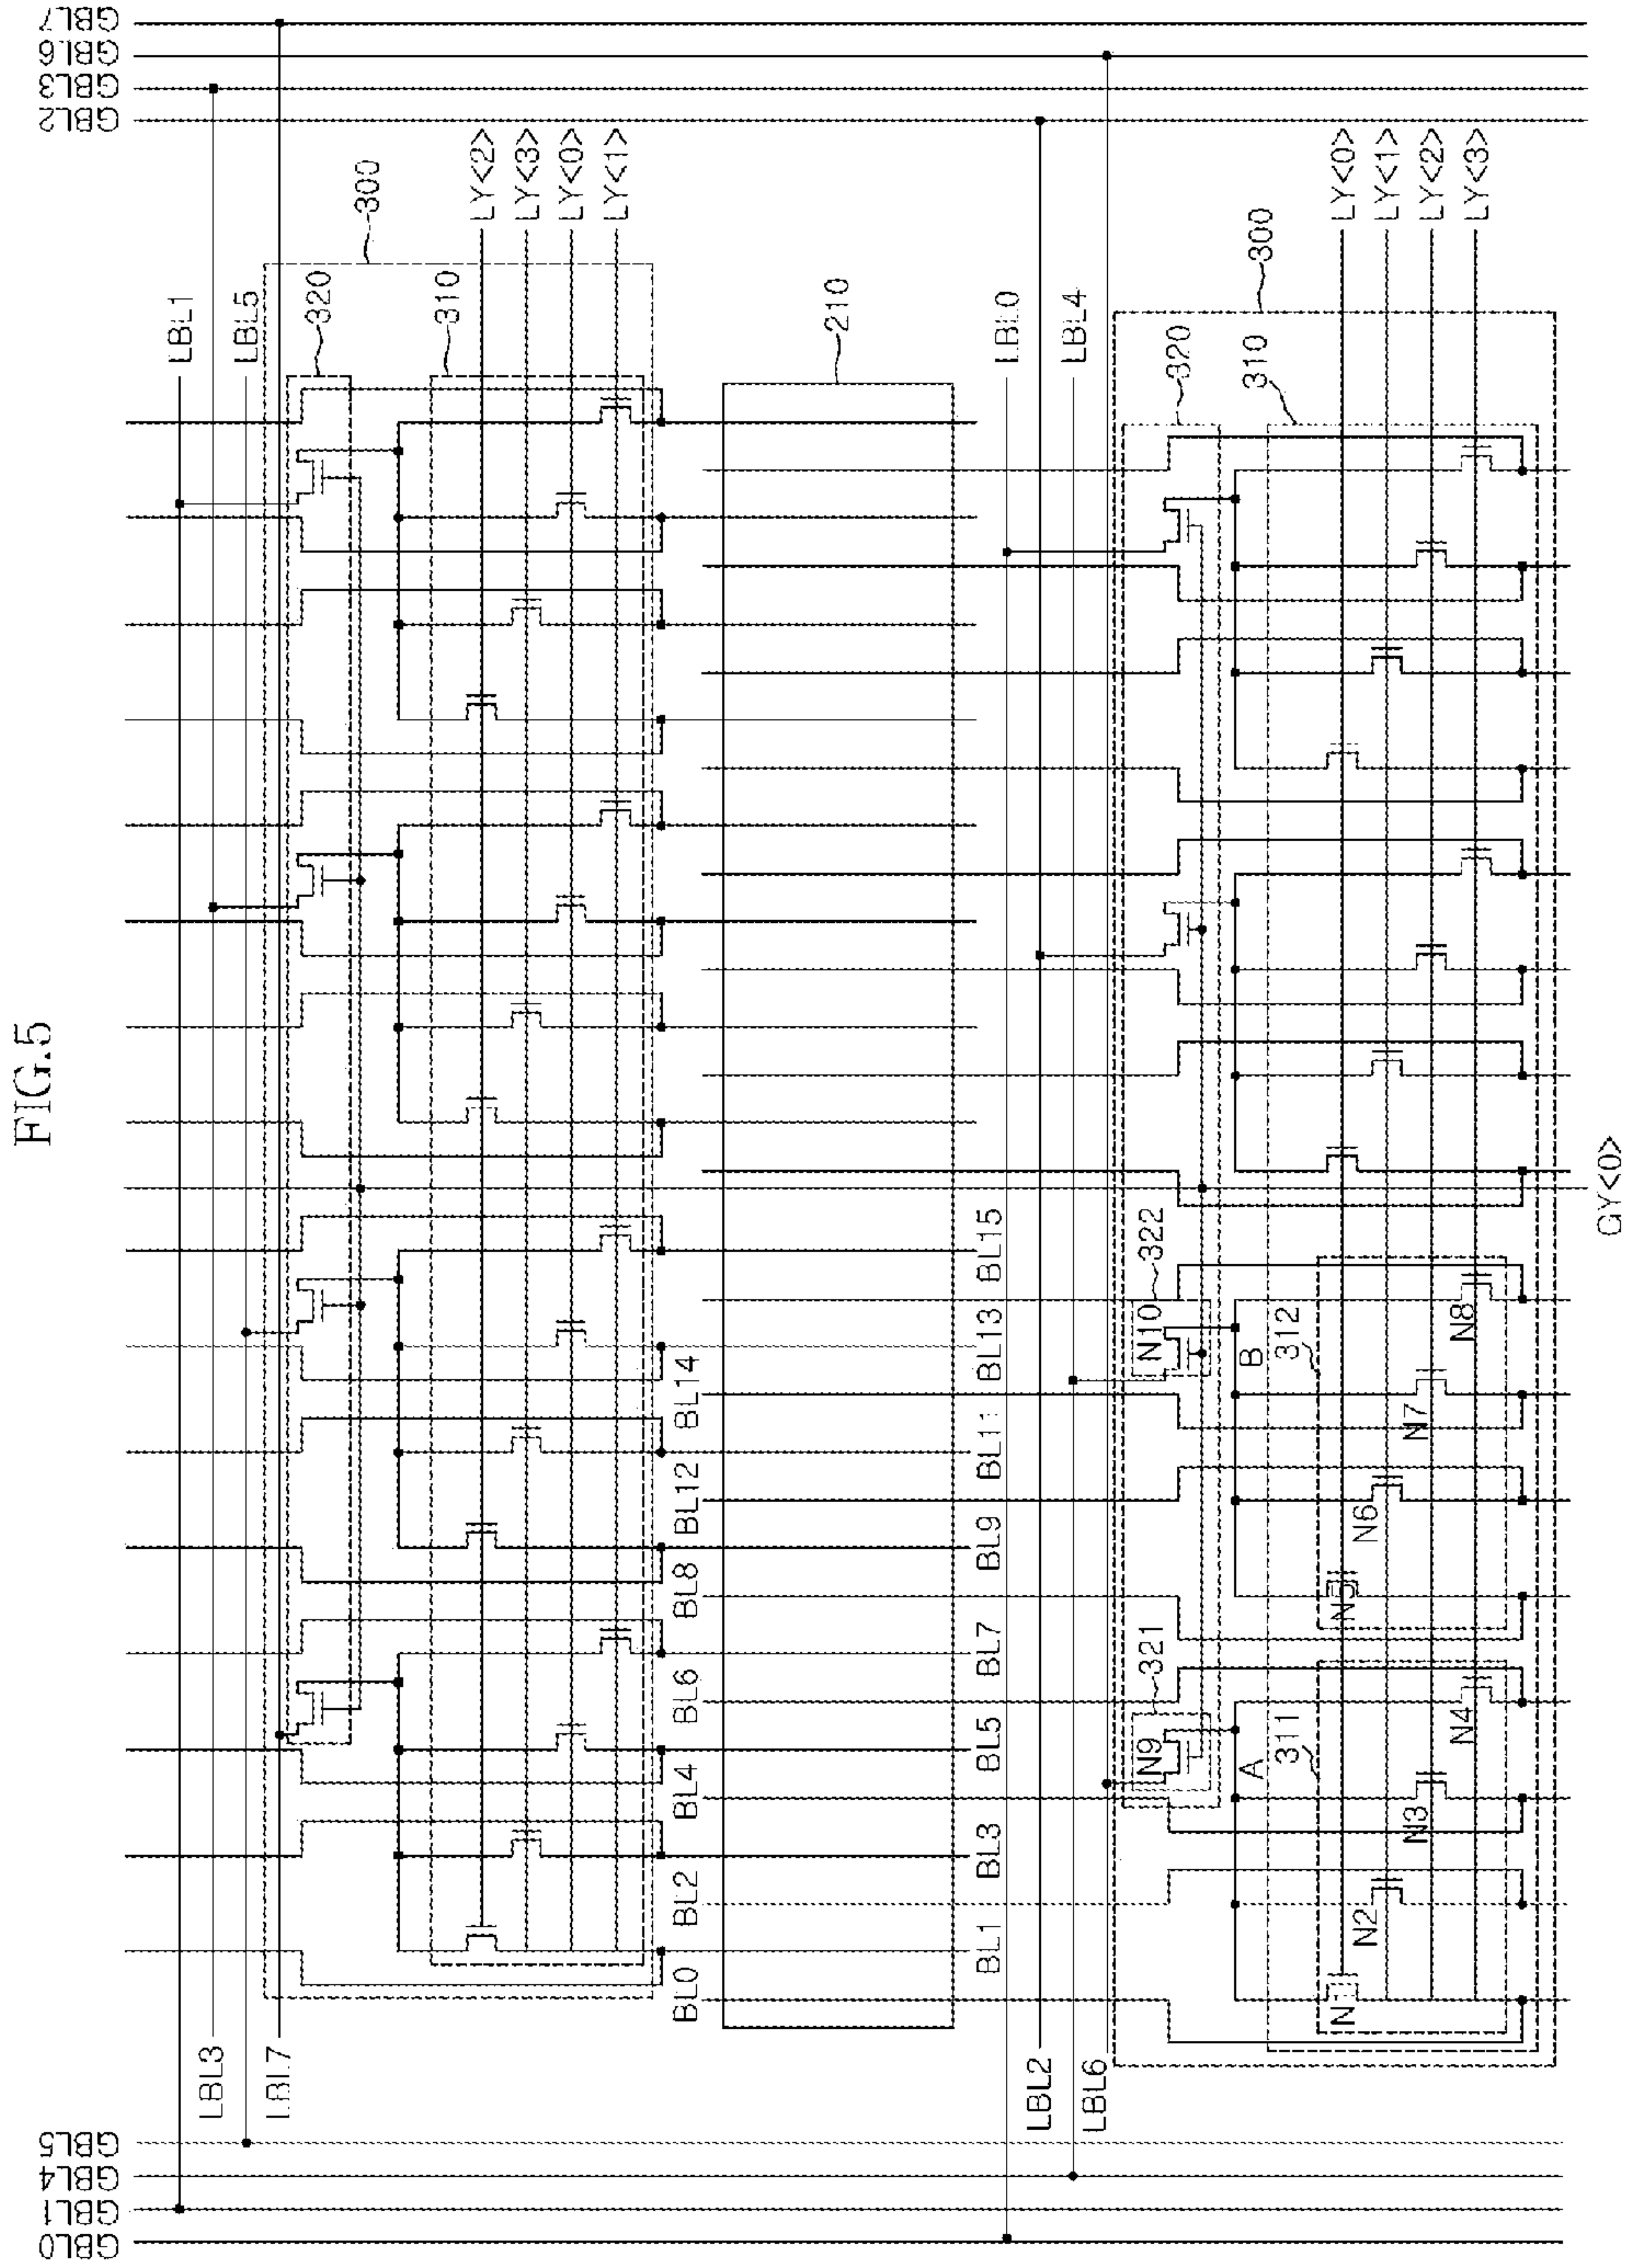 FIG.5
GBL7
GBL6
GBL3
GBL2
300
LBL1
LBL5
320
310
LY<2>
LY<3>
LY<0>
LY<1>
210
LBL0
LBL4
300
320
310
LY<0>
LY<1>
LY<2>
LY<3>
GY<0>
BL15
BL13
BL11
BL9
BL7
BL5
BL3
BL1
BL14
BL12
BL8
BL6
BL4
BL2
BL0
322
N10
B
312
N8
N7
N6
N5
321
N9
A
311
N4
N3
N2
N1
LBL3
LBL7
LBL2
LBL6
GBL5
GBL4
GBL1
GBL0